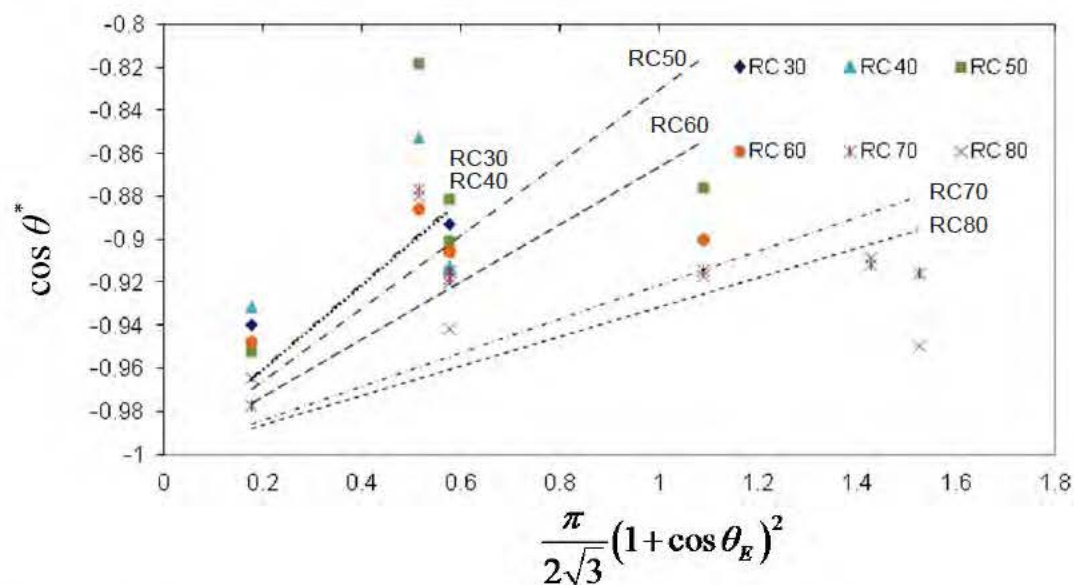 -0.8
-0.82
-0.84
-0.86
-0.88
-0.9
-0.92
-0.94
-0.96
-0.98
-1
cos θ*
RC50
RC60
RC30
RC40
RC70
RC80
RC 30 RC 40 RC 50
RC 60 RC 70 RC 80
0 0.2 0.4 0.6 0.8 1 1.2 1.4 1.6 1.8
π/2√3 (1 + cos θ_E)²